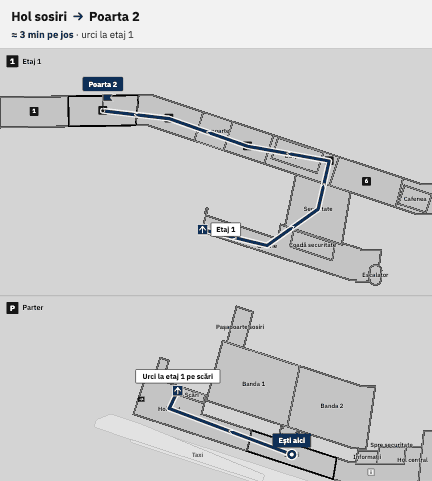 Hol sosiri → Poarta 2
≈ 3 min pe jos · urci la etaj 1
1 Etaj 1
Poarta 2
1
6
Cafenea
Etaj 1
Coadă securitate
Escalator
P Parter
Pașapoarte sosiri
Urci la etaj 1 pe scări
Scări
Banda 1
Banda 2
Ești aici
Taxi
Spre securitate
Informații
Hol central
i